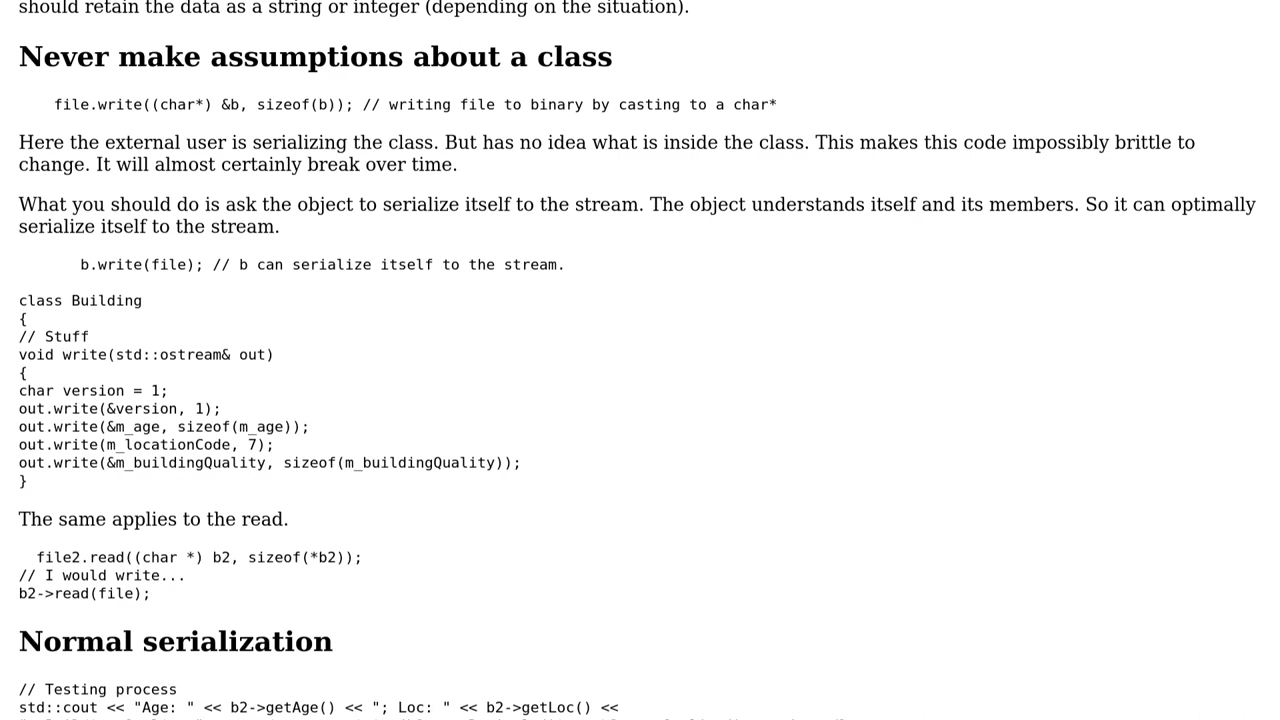 should retain the data as a string or integer (depending on the situation).
Never make assumptions about a class
file.write((char*) &b, sizeof(b)); // writing file to binary by casting to a char*
Here the external user is serializing the class. But has no idea what is inside the class. This makes this code impossibly brittle to
change. It will almost certainly break over time.
What you should do is ask the object to serialize itself to the stream. The object understands itself and its members. So it can optimally
serialize itself to the stream.
b.write(file); // b can serialize itself to the stream.
class Building
{
// Stuff
void write(std::ostream& out)
{
char version = 1;
out.write(&version, 1);
out.write(&m_age, sizeof(m_age));
out.write(m_locationCode, 7);
out.write(&m_buildingQuality, sizeof(m_buildingQuality));
}
The same applies to the read.
file2.read((char *) b2, sizeof(*b2));
// I would write...
b2->read(file);
Normal serialization
// Testing process
std::cout << "Age: " << b2->getAge() << "; Loc: " << b2->getLoc() <<